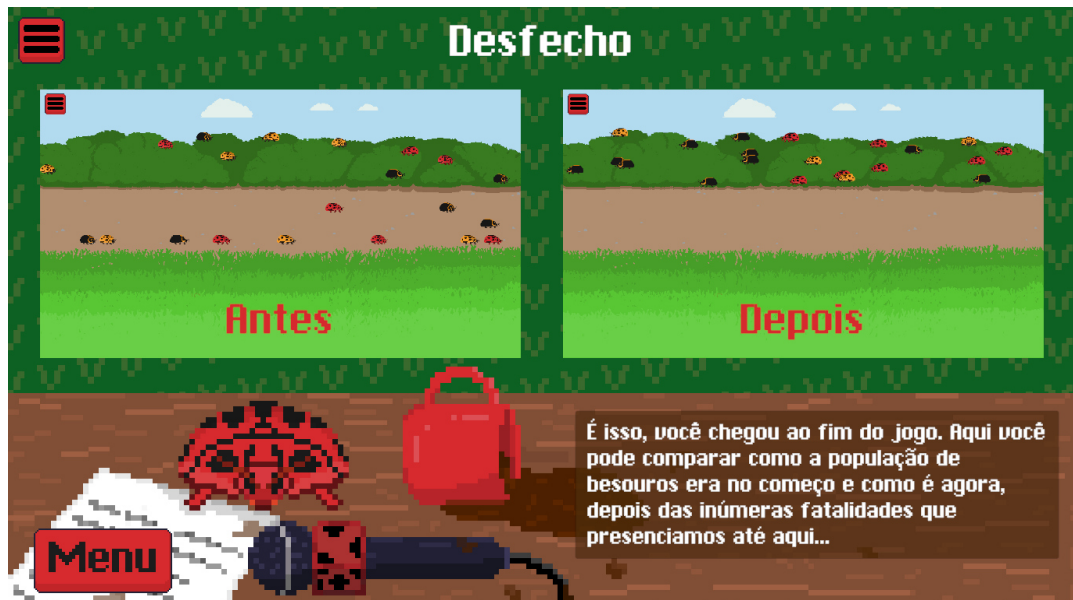 Desfecho
Antes
Depois
É isso, você chegou ao fim do jogo. Aqui você
pode comparar como a população de
besouros era no começo e como é agora,
depois das inúmeras fatalidades que
presenciamos até aqui...
Menu